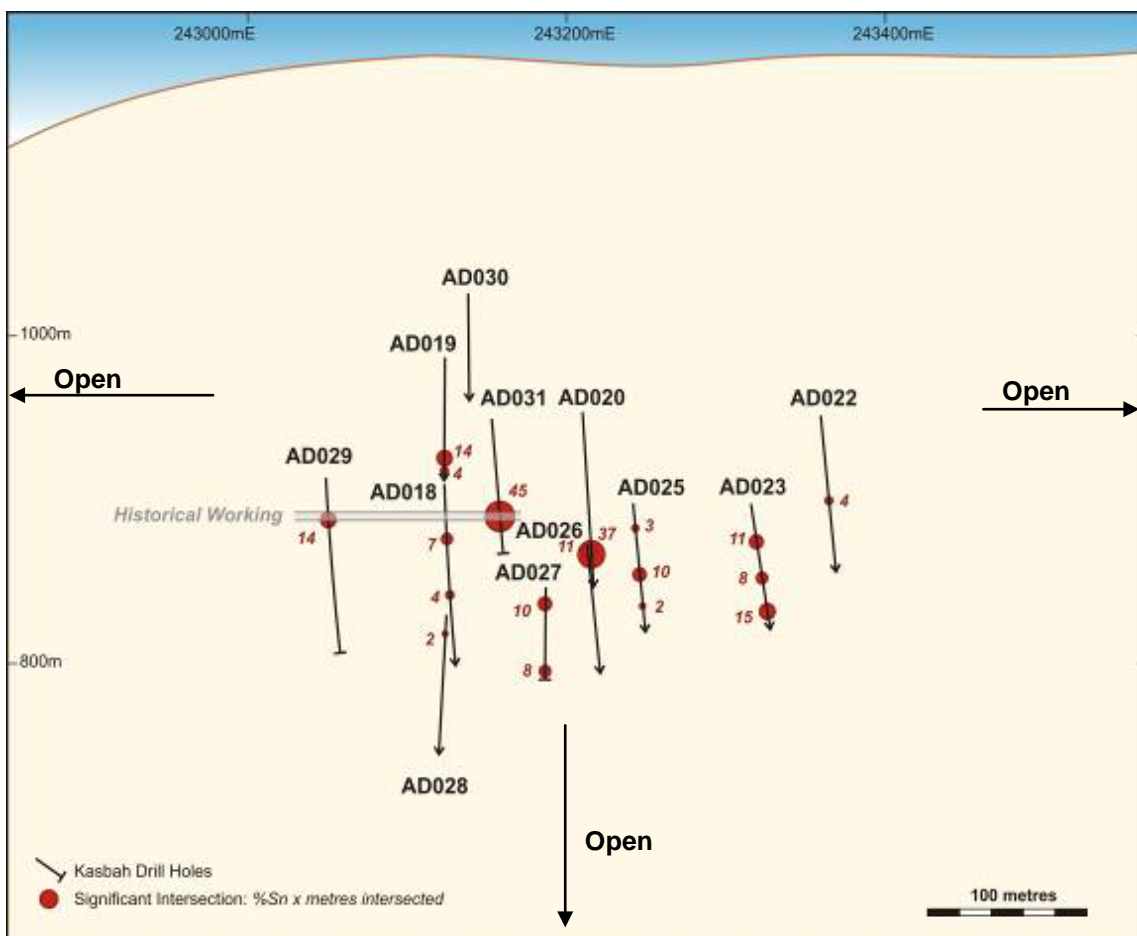 243000mE 243200mE 243400mE
AD030
1000m
AD019
Open
Open
AD031 AD020 AD022
AD029
14
4
AD018
45
AD025 AD023
Historical Working
4
3
14
7
AD026
37
11
11
AD027
10
8
4
10
2
15
2
8
800m
AD028
Open
Kasbah Drill Holes
Significant Intersection: %Sn x metres intersected
100 metres